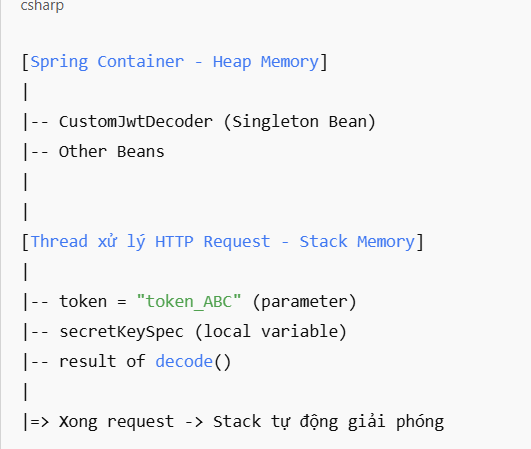 csharp
[Spring Container - Heap Memory]
|
|-- CustomJwtDecoder (Singleton Bean)
|-- Other Beans
|
|
[Thread xử lý HTTP Request - Stack Memory]
|
|-- token = "token_ABC" (parameter)
|-- secretKeySpec (local variable)
|-- result of decode()
|
|=> Xong request -> Stack tự động giải phóng